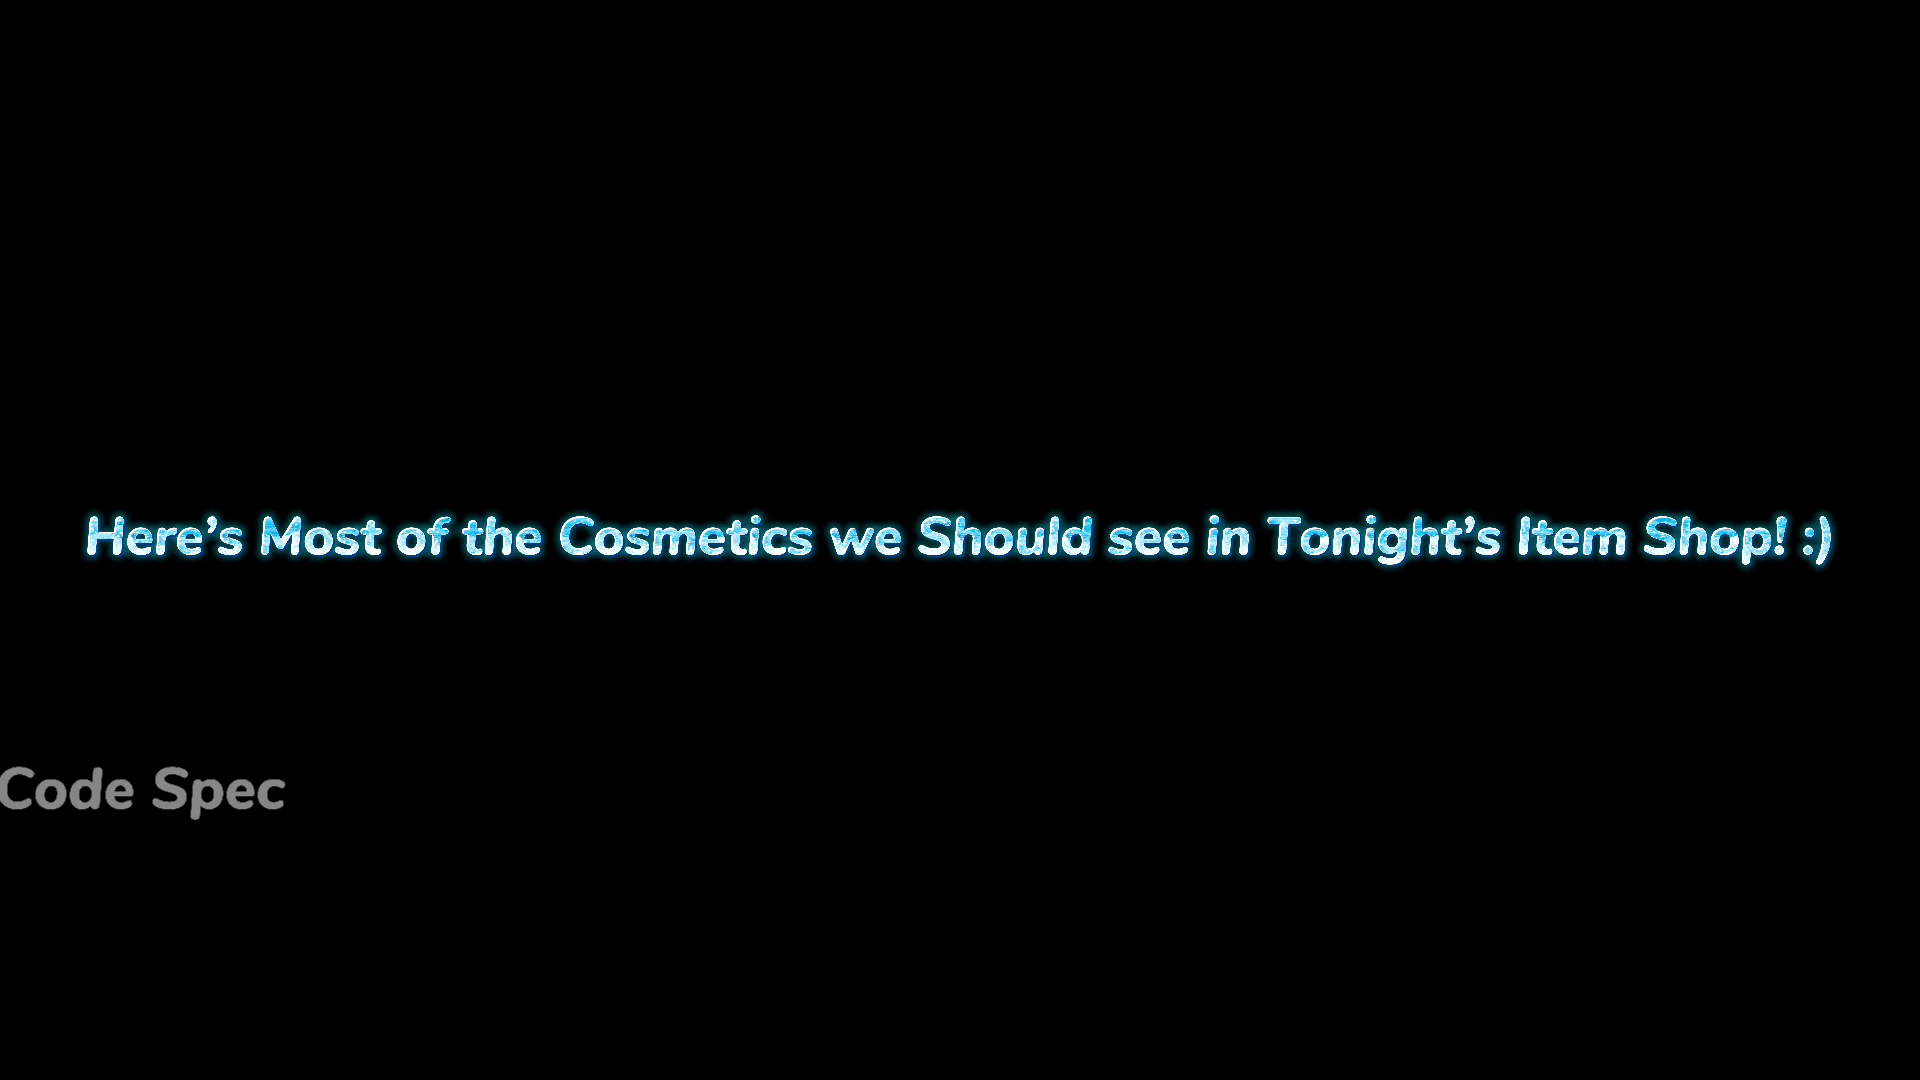 Here’s Most of the Cosmetics we Should see in Tonight’s Item Shop! :)
Code Spec